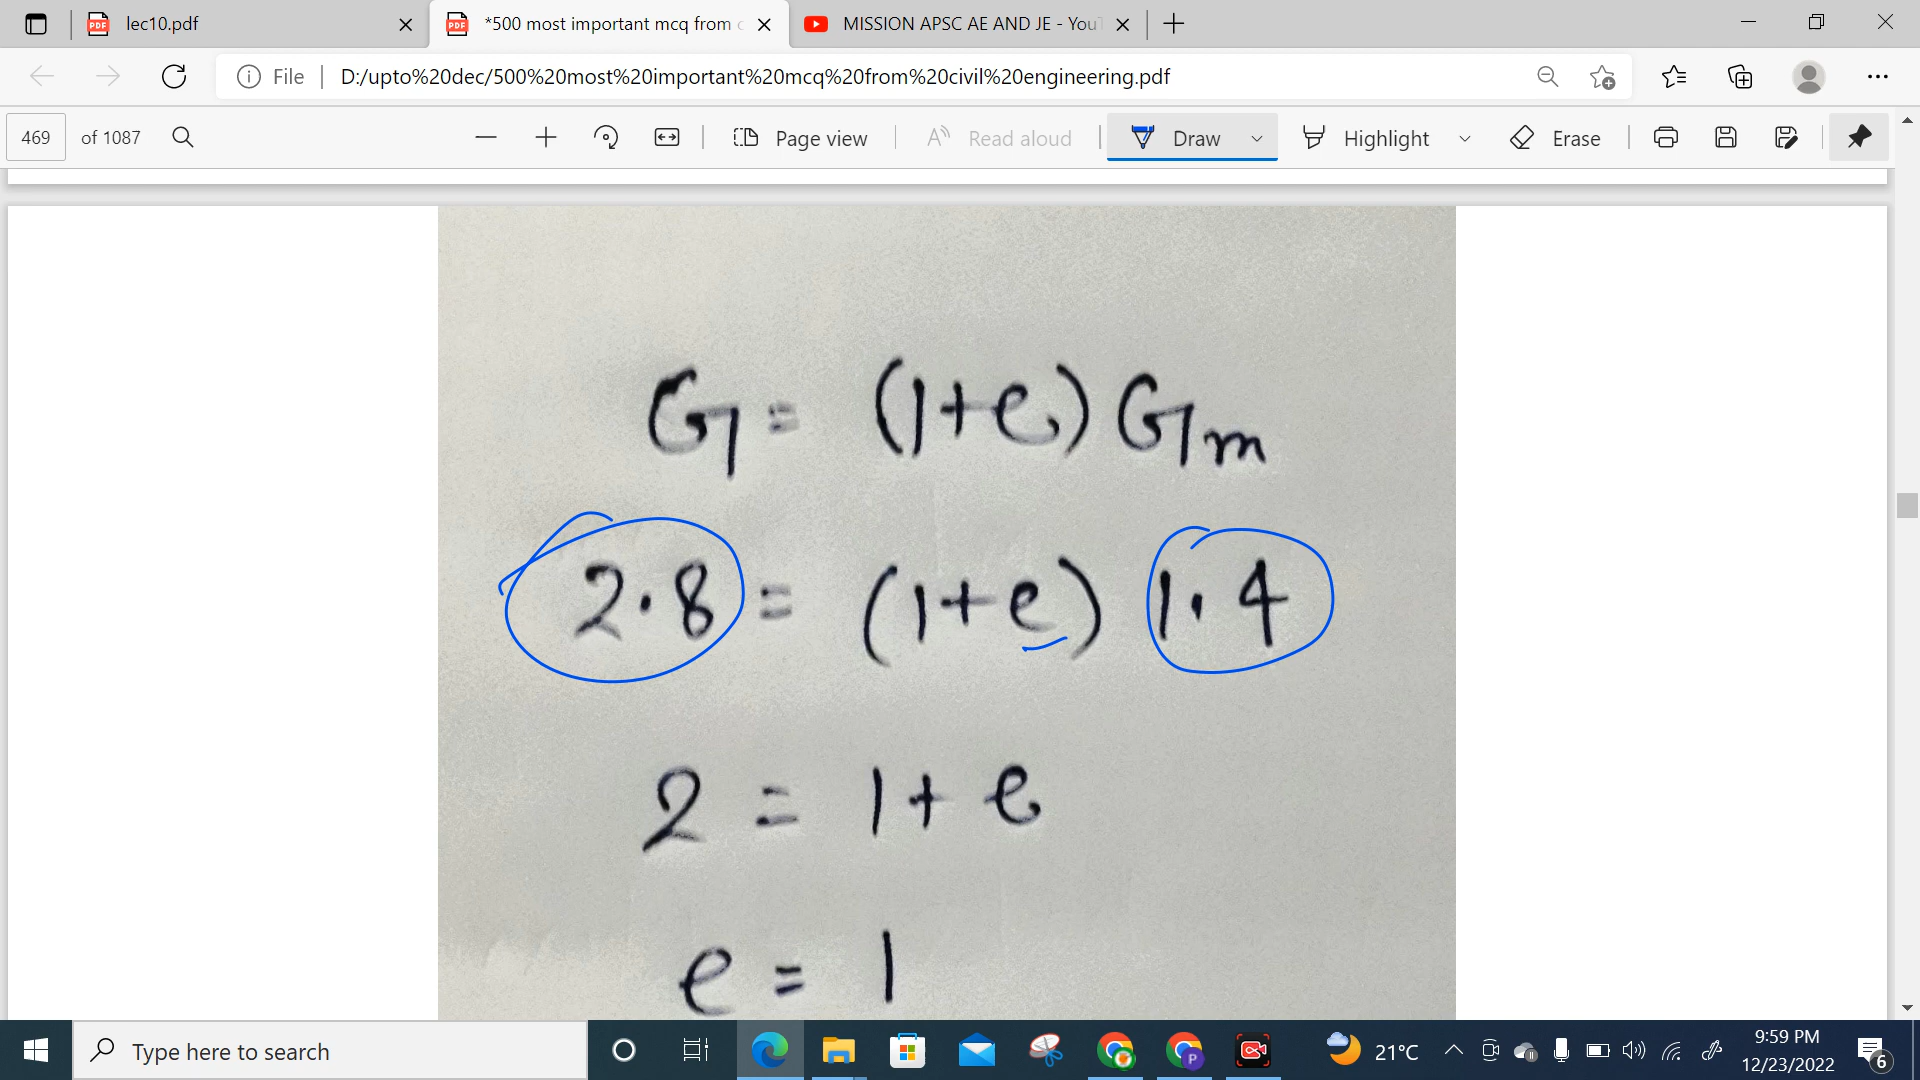 lec10.pdf
*500 most important mcq from c
MISSION APSC AE AND JE - YouT
File
D:/upto%20dec/500%20most%20important%20mcq%20from%20civil%20engineering.pdf
469 of 1087
Page view
Read aloud
Draw
Highlight
Erase
G = (1+e) Gm
2.8 = (1+e) 1.4
2 = 1+ e
e = 1
Type here to search
21°C
9:59 PM
12/23/2022
6